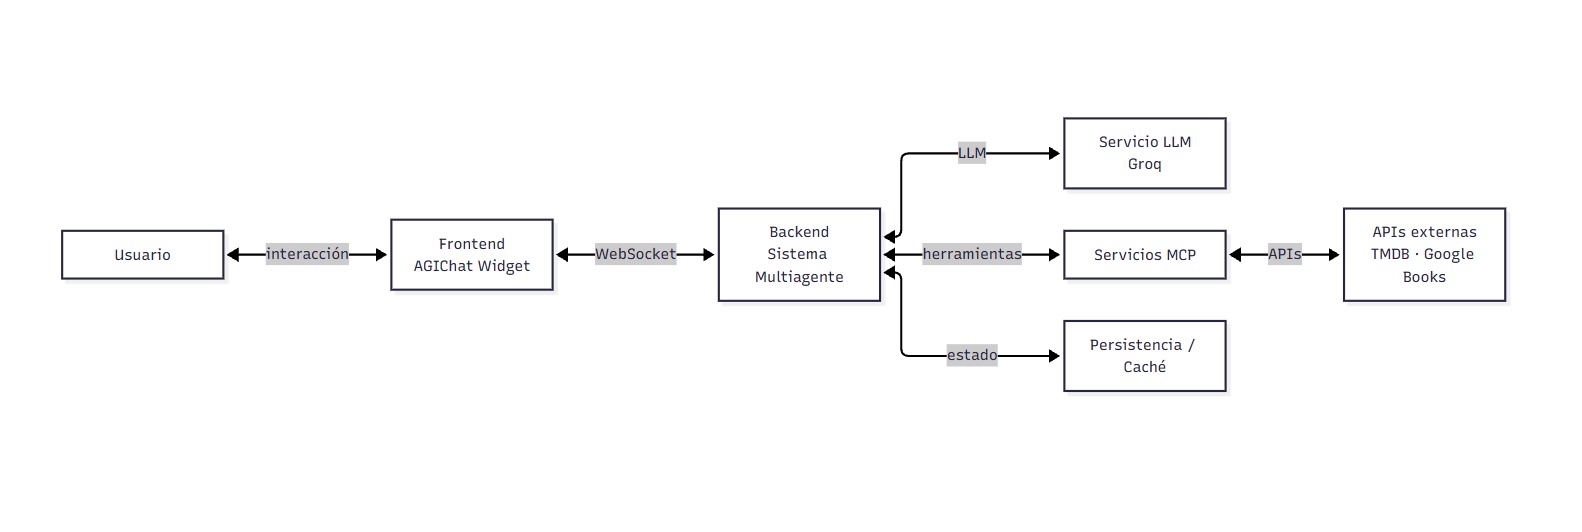 Usuario
interacción
Frontend
AGIChat Widget
WebSocket
Backend
Sistema
Multiagente
LLM
herramientas
estado
Servicio LLM
Groq
Servicios MCP
Persistencia /
Caché
APIs
APIs externas
TMDB · Google
Books